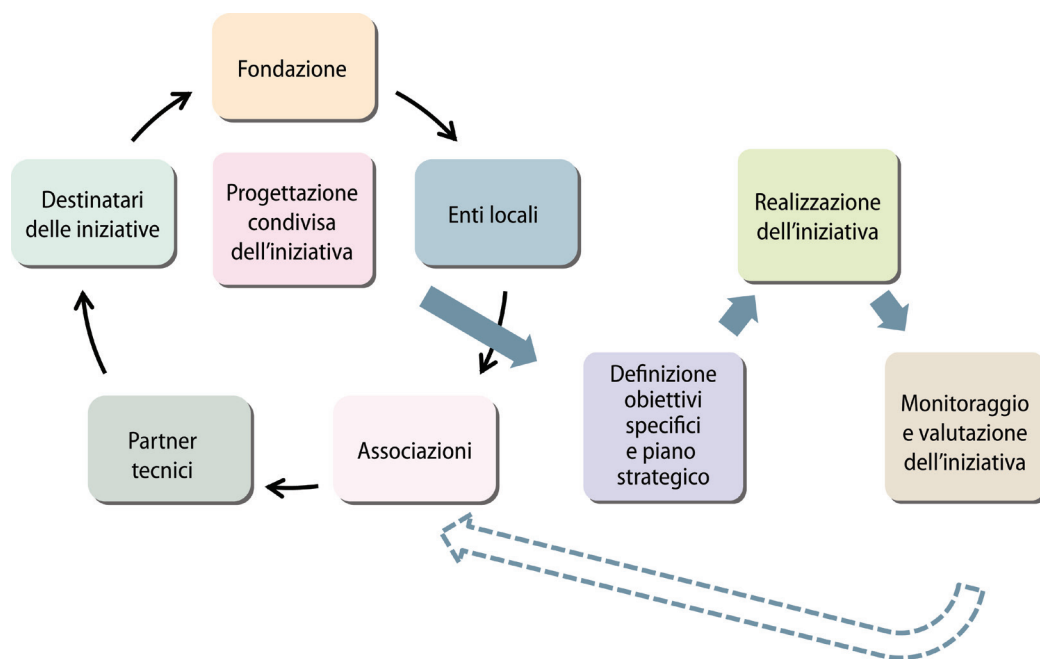 Fondazione
Destinatari
delle iniziative
Progettazione
condivisa
dell’iniziativa
Enti locali
Realizzazione
dell’iniziativa
Partner
tecnici
Associazioni
Definizione
obiettivi
specifici
e piano
strategico
Monitoraggio
e valutazione
dell’iniziativa